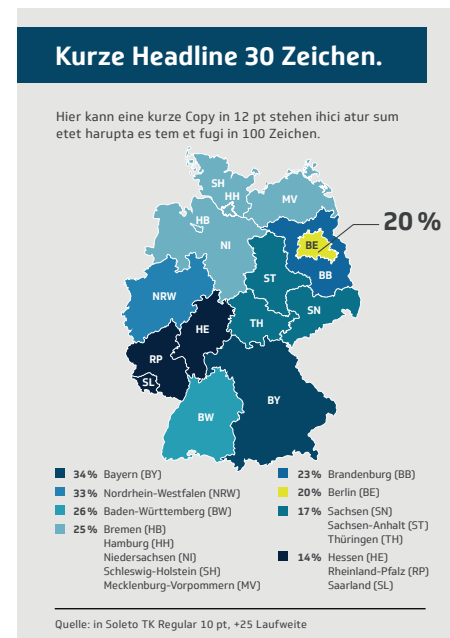 Kurze Headline 30 Zeichen.
Hier kann eine kurze Copy in 12 pt stehen ihici atur sum
etet harupta es tem et fugi in 100 Zeichen.
SH
HH
MV
HB
NI
20 %
BE
BB
ST
NRW
SN
HE
TH
RP
SL
BY
BW
34 % Bayern (BY)
33 % Nordrhein-Westfalen (NRW)
26 % Baden-Württemberg (BW)
25 % Bremen (HB)
Hamburg (HH)
Niedersachsen (NI)
Schleswig-Holstein (SH)
Mecklenburg-Vorpommern (MV)
23 % Brandenburg (BB)
20 % Berlin (BE)
17 % Sachsen (SN)
Sachsen-Anhalt (ST)
Thüringen (TH)
14 % Hessen (HE)
Rheinland-Pfalz (RP)
Saarland (SL)
Quelle: in Soleto TK Regular 10 pt, +25 Laufweite